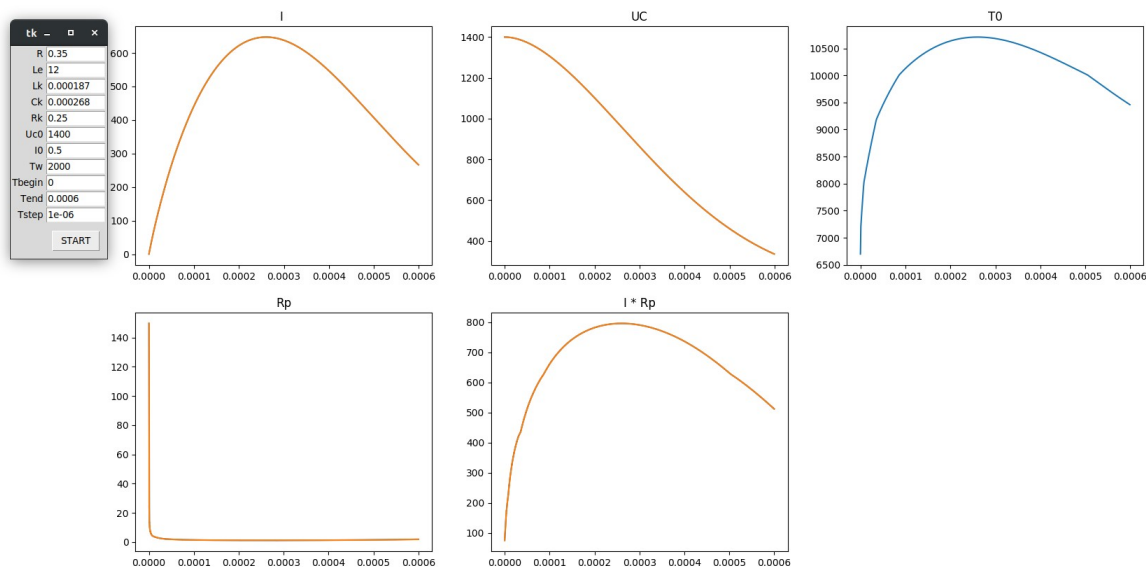 tk
R 0.35
Le 12
Lk 0.000187
Ck 0.000268
Rk 0.25
Uc0 1400
I0 0.5
Tw 2000
Tbegin 0
Tend 0.0006
Tstep 1e-06
START
I
600
500
400
300
200
100
0
0.0000 0.0001 0.0002 0.0003 0.0004 0.0005 0.0006
UC
1400
1200
1000
800
600
400
0.0000 0.0001 0.0002 0.0003 0.0004 0.0005 0.0006
T0
10500
10000
9500
9000
8500
8000
7500
7000
6500
0.0000 0.0001 0.0002 0.0003 0.0004 0.0005 0.0006
Rp
140
120
100
80
60
40
20
0
0.0000 0.0001 0.0002 0.0003 0.0004 0.0005 0.0006
I * Rp
800
700
600
500
400
300
200
100
0.0000 0.0001 0.0002 0.0003 0.0004 0.0005 0.0006